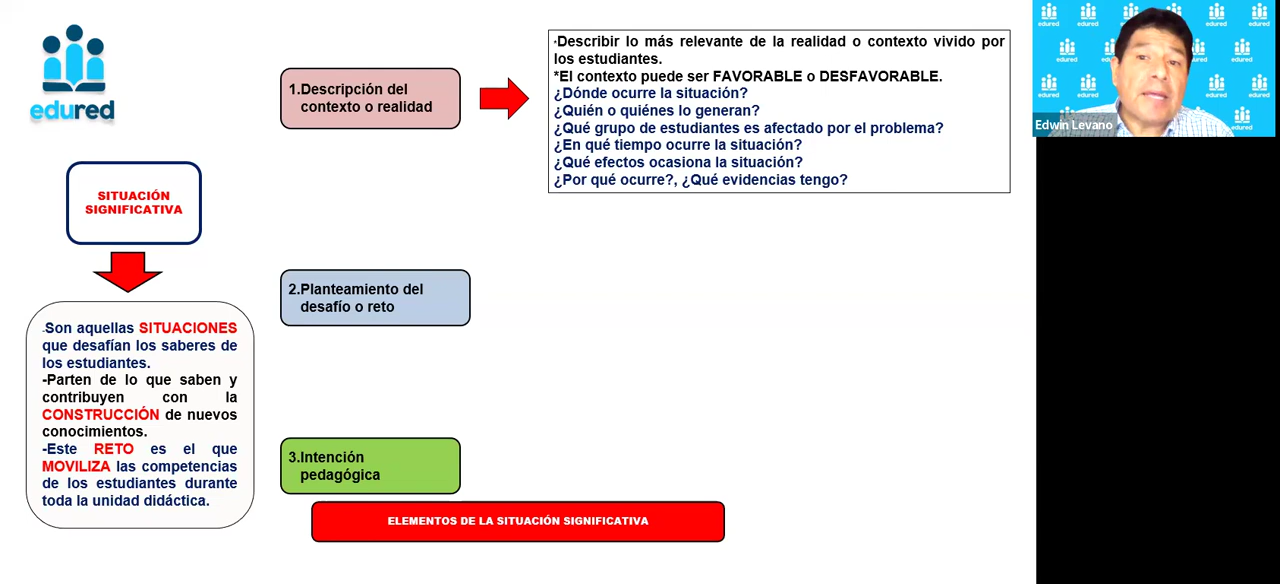 edured
SITUACIÓN
SIGNIFICATIVA
-Son aquellas SITUACIONES
que desafían los saberes de
los estudiantes.
-Parten de lo que saben y
contribuyen con la
CONSTRUCCIÓN de nuevos
conocimientos.
-Este RETO es el que
MOVILIZA las competencias
de los estudiantes durante
toda la unidad didáctica.
1.Descripción del
contexto o realidad
*Describir lo más relevante de la realidad o contexto vivido por
los estudiantes.
*El contexto puede ser FAVORABLE o DESFAVORABLE.
¿Dónde ocurre la situación?
¿Quién o quiénes lo generan?
¿Qué grupo de estudiantes es afectado por el problema?
¿En qué tiempo ocurre la situación?
¿Qué efectos ocasiona la situación?
¿Por qué ocurre?, ¿Qué evidencias tengo?
2.Planteamiento del
desafío o reto
3.Intención
pedagógica
ELEMENTOS DE LA SITUACIÓN SIGNIFICATIVA
Edwin Levano